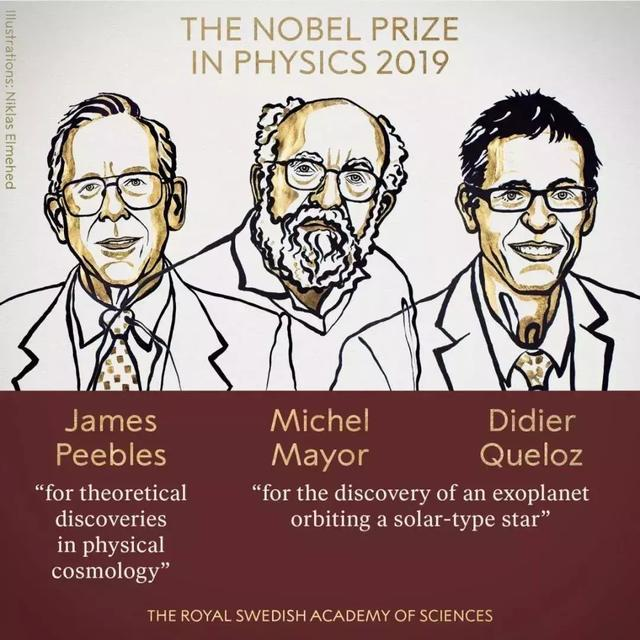 Illustrations: Niklas Elmehed
THE NOBEL PRIZE
IN PHYSICS 2019
James
Peebles
“for theoretical
discoveries
in physical
cosmology”
Michel
Mayor
Didier
Queloz
“for the discovery of an exoplanet
orbiting a solar-type star”
THE ROYAL SWEDISH ACADEMY OF SCIENCES